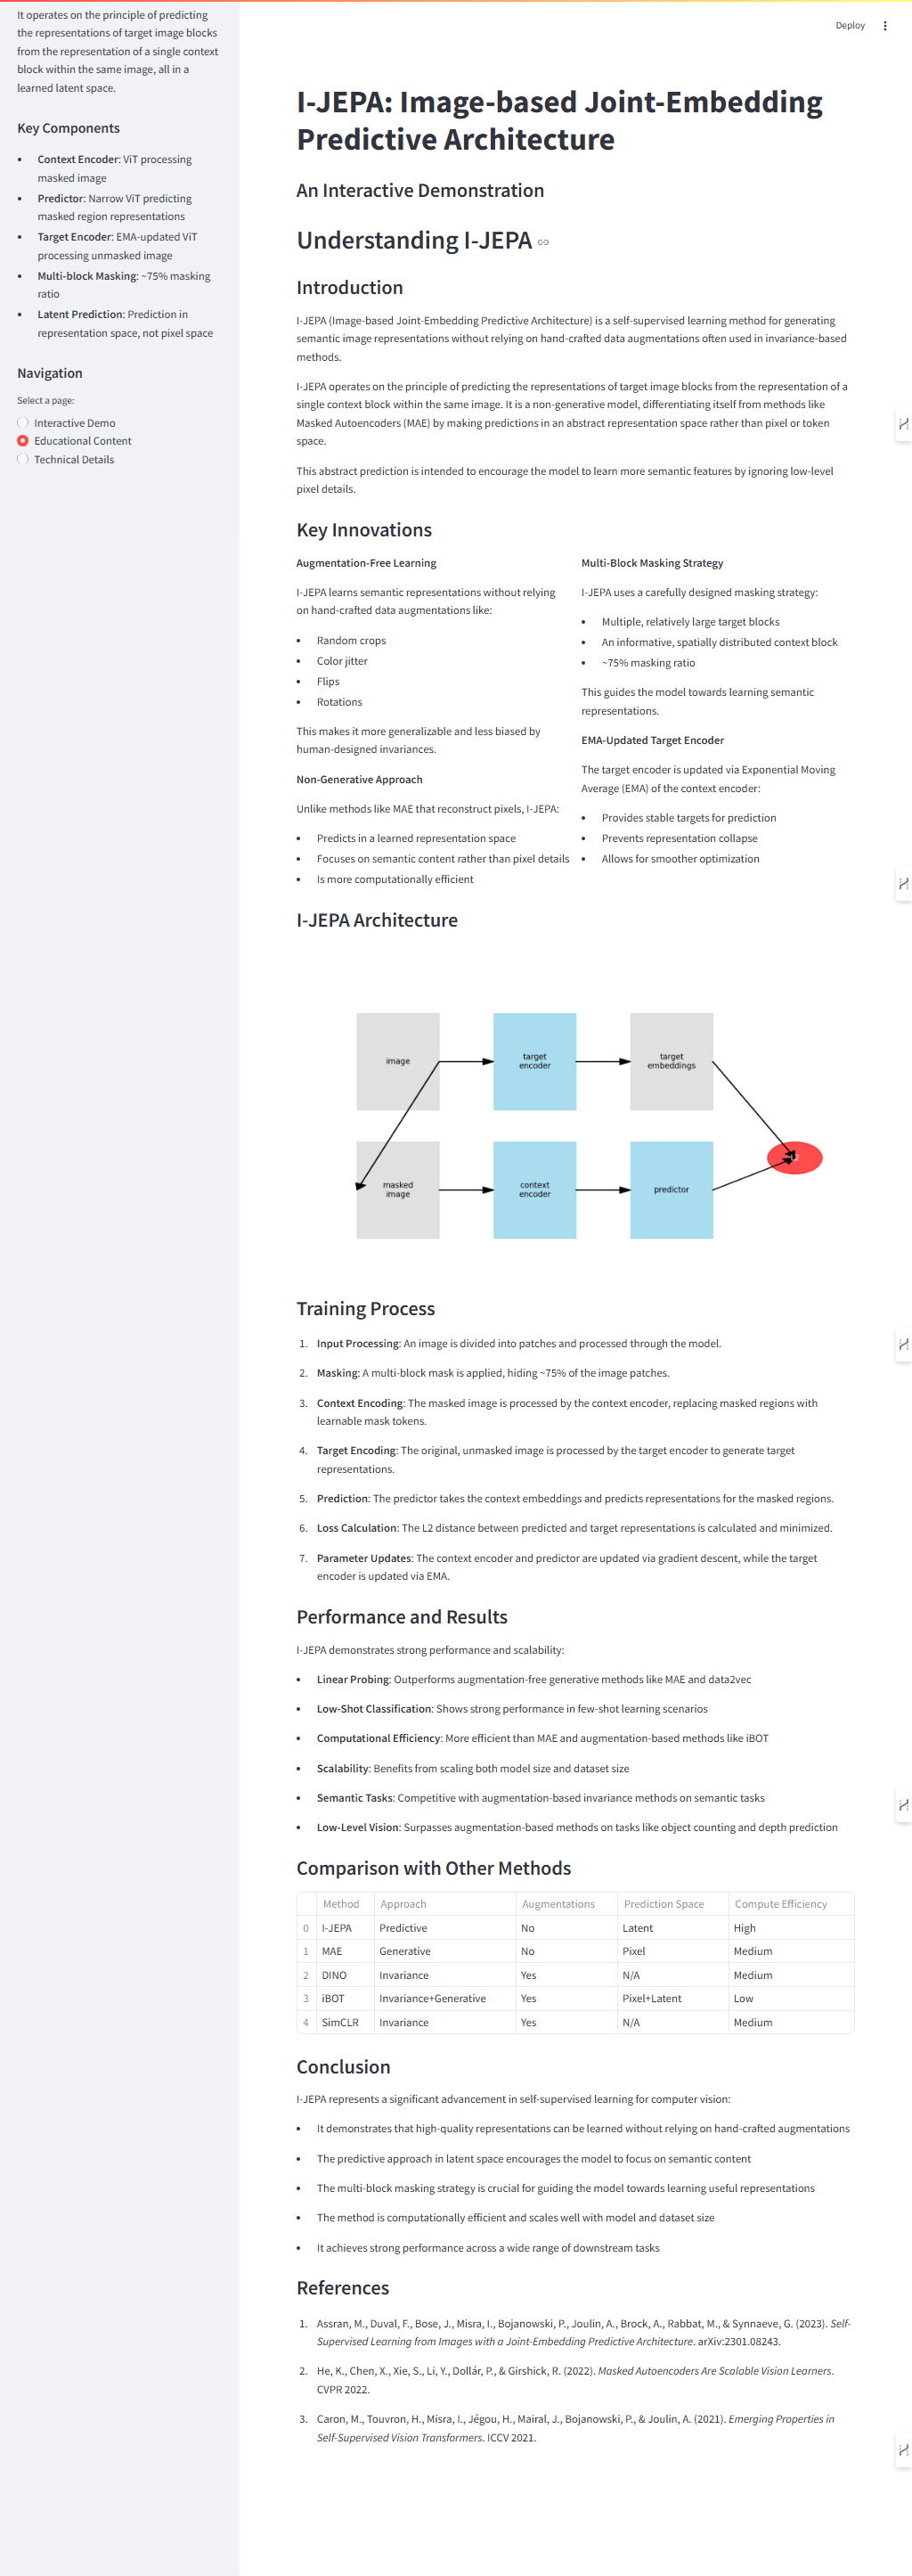 It operates on the principle of predicting
the representations of target image blocks
from the representation of a single context
block within the same image, all in a
learned latent space.
Key Components
• Context Encoder: ViT processing
masked image
• Predictor: Narrow ViT predicting
masked region representations
• Target Encoder: EMA-updated ViT
processing unmasked image
• Multi-block Masking: ~75% masking
ratio
• Latent Prediction: Prediction in
representation space, not pixel space
Navigation
Select a page:
Interactive Demo
Educational Content
Technical Details
Deploy
I-JEPA: Image-based Joint-Embedding
Predictive Architecture
An Interactive Demonstration
Understanding I-JEPA
Introduction
I-JEPA (Image-based Joint-Embedding Predictive Architecture) is a self-supervised learning method for generating
semantic image representations without relying on hand-crafted data augmentations often used in invariance-based
methods.
I-JEPA operates on the principle of predicting the representations of target image blocks from the representation of a
single context block within the same image. It is a non-generative model, differentiating itself from methods like
Masked Autoencoders (MAE) by making predictions in an abstract representation space rather than pixel or token
space.
This abstract prediction is intended to encourage the model to learn more semantic features by ignoring low-level
pixel details.
Key Innovations
Augmentation-Free Learning
I-JEPA learns semantic representations without relying
on hand-crafted data augmentations like:
• Random crops
• Color jitter
• Flips
• Rotations
This makes it more generalizable and less biased by
human-designed invariances.
Non-Generative Approach
Unlike methods like MAE that reconstruct pixels, I-JEPA:
• Predicts in a learned representation space
• Focuses on semantic content rather than pixel details
• Is more computationally efficient
Multi-Block Masking Strategy
I-JEPA uses a carefully designed masking strategy:
• Multiple, relatively large target blocks
• An informative, spatially distributed context block
• ~75% masking ratio
This guides the model towards learning semantic
representations.
EMA-Updated Target Encoder
The target encoder is updated via Exponential Moving
Average (EMA) of the context encoder:
• Provides stable targets for prediction
• Prevents representation collapse
• Allows for smoother optimization
I-JEPA Architecture
image
target
encoder
target
embeddings
masked
image
context
encoder
predictor
Training Process
1. Input Processing: An image is divided into patches and processed through the model.
2. Masking: A multi-block mask is applied, hiding ~75% of the image patches.
3. Context Encoding: The masked image is processed by the context encoder, replacing masked regions with
learnable mask tokens.
4. Target Encoding: The original, unmasked image is processed by the target encoder to generate target
representations.
5. Prediction: The predictor takes the context embeddings and predicts representations for the masked regions.
6. Loss Calculation: The L2 distance between predicted and target representations is calculated and minimized.
7. Parameter Updates: The context encoder and predictor are updated via gradient descent, while the target
encoder is updated via EMA.
Performance and Results
I-JEPA demonstrates strong performance and scalability:
• Linear Probing: Outperforms augmentation-free generative methods like MAE and data2vec
• Low-Shot Classification: Shows strong performance in few-shot learning scenarios
• Computational Efficiency: More efficient than MAE and augmentation-based methods like iBOT
• Scalability: Benefits from scaling both model size and dataset size
• Semantic Tasks: Competitive with augmentation-based invariance methods on semantic tasks
• Low-Level Vision: Surpasses augmentation-based methods on tasks like object counting and depth prediction
Comparison with Other Methods
Method Approach Augmentations Prediction Space Compute Efficiency
0 I-JEPA Predictive No Latent High
1 MAE Generative No Pixel Medium
2 DINO Invariance Yes N/A Medium
3 iBOT Invariance+Generative Yes Pixel+Latent Low
4 SimCLR Invariance Yes N/A Medium
Conclusion
I-JEPA represents a significant advancement in self-supervised learning for computer vision:
• It demonstrates that high-quality representations can be learned without relying on hand-crafted augmentations
• The predictive approach in latent space encourages the model to focus on semantic content
• The multi-block masking strategy is crucial for guiding the model towards learning useful representations
• The method is computationally efficient and scales well with model and dataset size
• It achieves strong performance across a wide range of downstream tasks
References
1. Assran, M., Duval, F., Bose, J., Misra, I., Bojanowski, P., Joulin, A., Brock, A., Rabbat, M., & Synnaeve, G. (2023). Self-
Supervised Learning from Images with a Joint-Embedding Predictive Architecture. arXiv:2301.08243.
2. He, K., Chen, X., Xie, S., Li, Y., Dollár, P., & Girshick, R. (2022). Masked Autoencoders Are Scalable Vision Learners.
CVPR 2022.
3. Caron, M., Touvron, H., Misra, I., Jégou, H., Mairal, J., Bojanowski, P., & Joulin, A. (2021). Emerging Properties in
Self-Supervised Vision Transformers. ICCV 2021.